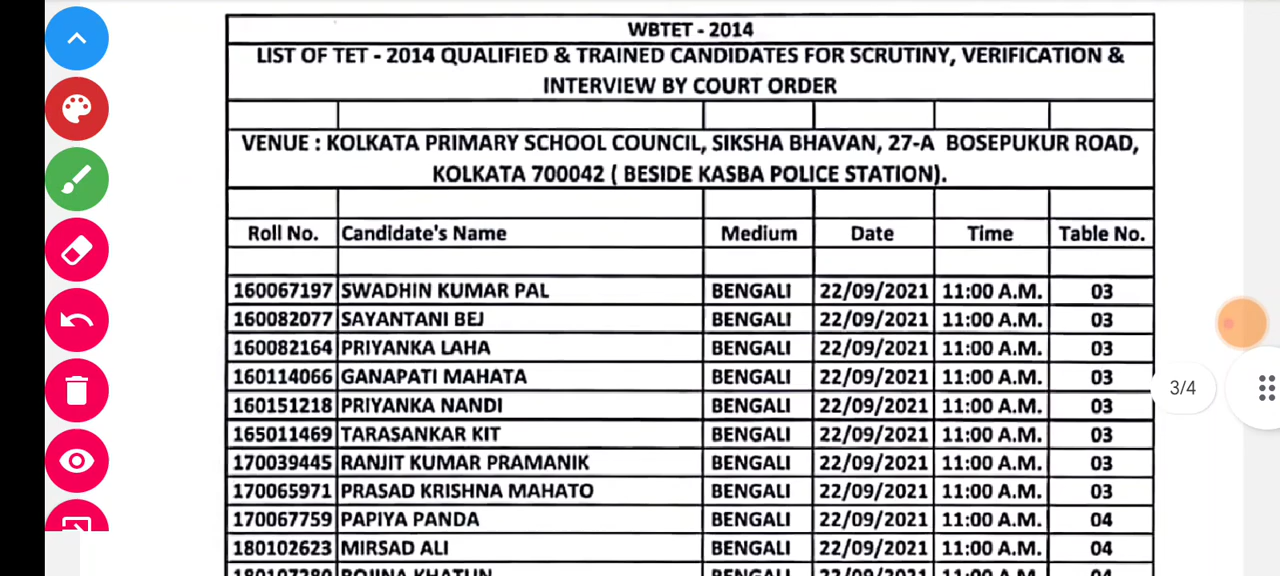 WBTET - 2014
LIST OF TET - 2014 QUALIFIED & TRAINED CANDIDATES FOR SCRUTINY, VERIFICATION &
INTERVIEW BY COURT ORDER
VENUE : KOLKATA PRIMARY SCHOOL COUNCIL, SIKSHA BHAVAN, 27-A BOSEPUKUR ROAD,
KOLKATA 700042 ( BESIDE KASBA POLICE STATION).
Roll No. Candidate's Name Medium Date Time Table No.
160067197 SWADHIN KUMAR PAL BENGALI 22/09/2021 11:00 A.M. 03
160082077 SAYANTANI BEJ BENGALI 22/09/2021 11:00 A.M. 03
160082164 PRIYANKA LAHA BENGALI 22/09/2021 11:00 A.M. 03
160114066 GANAPATI MAHATA BENGALI 22/09/2021 11:00 A.M. 03
160151218 PRIYANKA NANDI BENGALI 22/09/2021 11:00 A.M. 03
165011469 TARASANKAR KIT BENGALI 22/09/2021 11:00 A.M. 03
170039445 RANJIT KUMAR PRAMANIK BENGALI 22/09/2021 11:00 A.M. 03
170065971 PRASAD KRISHNA MAHATO BENGALI 22/09/2021 11:00 A.M. 03
170067759 PAPIYA PANDA BENGALI 22/09/2021 11:00 A.M. 04
180102623 MIRSAD ALI BENGALI 22/09/2021 11:00 A.M. 04
3/4